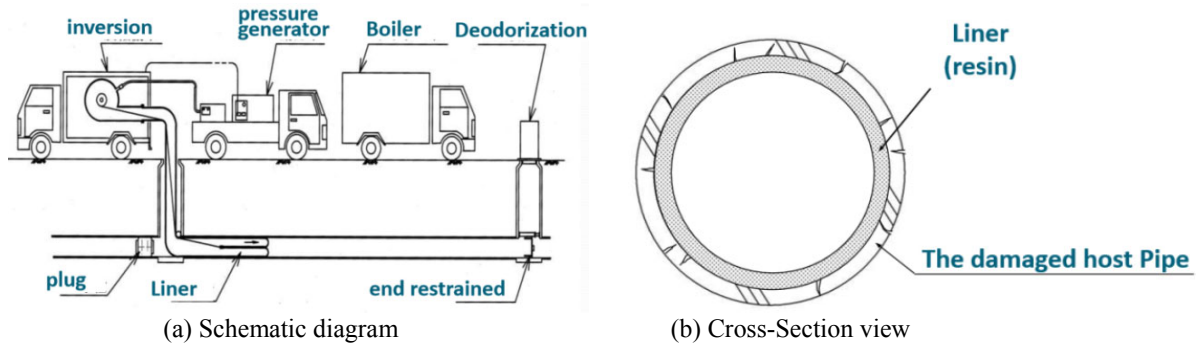 inversion
pressure
generator
Boiler
Deodorization
plug
Liner
end restrained
Liner
(resin)
The damaged host Pipe
(a) Schematic diagram
(b) Cross-Section view